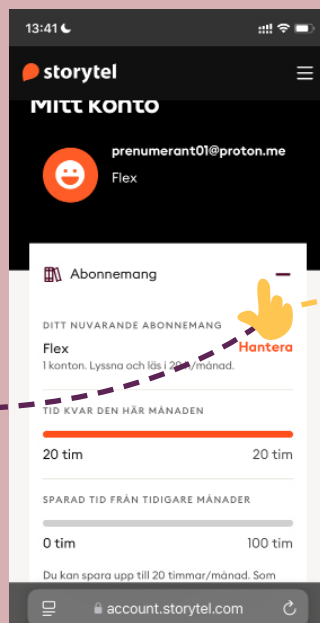 13:41
storytel
Mitt konto
prenumerant01@proton.me
Flex
Abonnemang
DITT NUVARANDE ABONNEMANG
Flex
Hantera
1 konton. Lyssna och läs i 20 h/månad.
TID KVAR DEN HÄR MÅNADEN
20 tim
20 tim
SPARAD TID FRÅN TIDIGARE MÅNADER
0 tim
100 tim
Du kan spara upp till 20 timmar/månad. Som
account.storytel.com